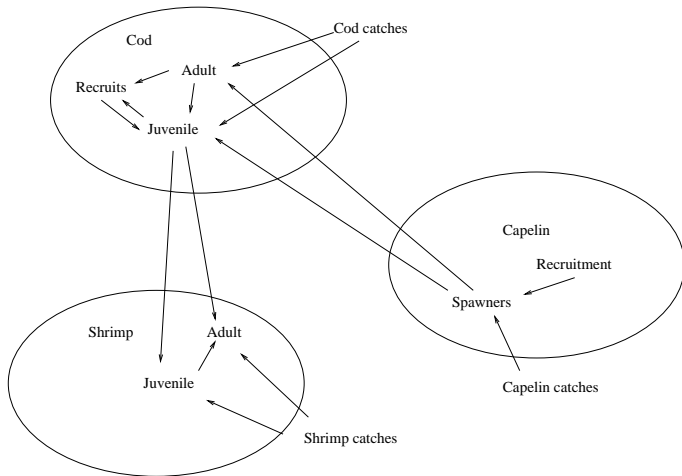 Cod catches
Cod
Adult
Recruits
Juvenile
Capelin
Recruitment
Spawners
Shrimp
Adult
Juvenile
Capelin catches
Shrimp catches